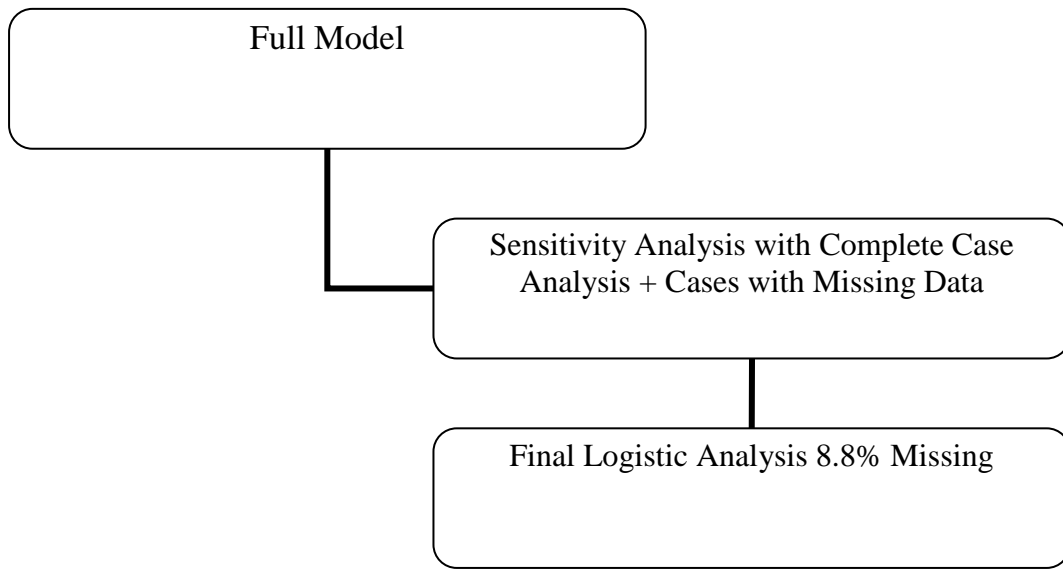 Full Model
Sensitivity Analysis with Complete Case
Analysis + Cases with Missing Data
Final Logistic Analysis 8.8% Missing